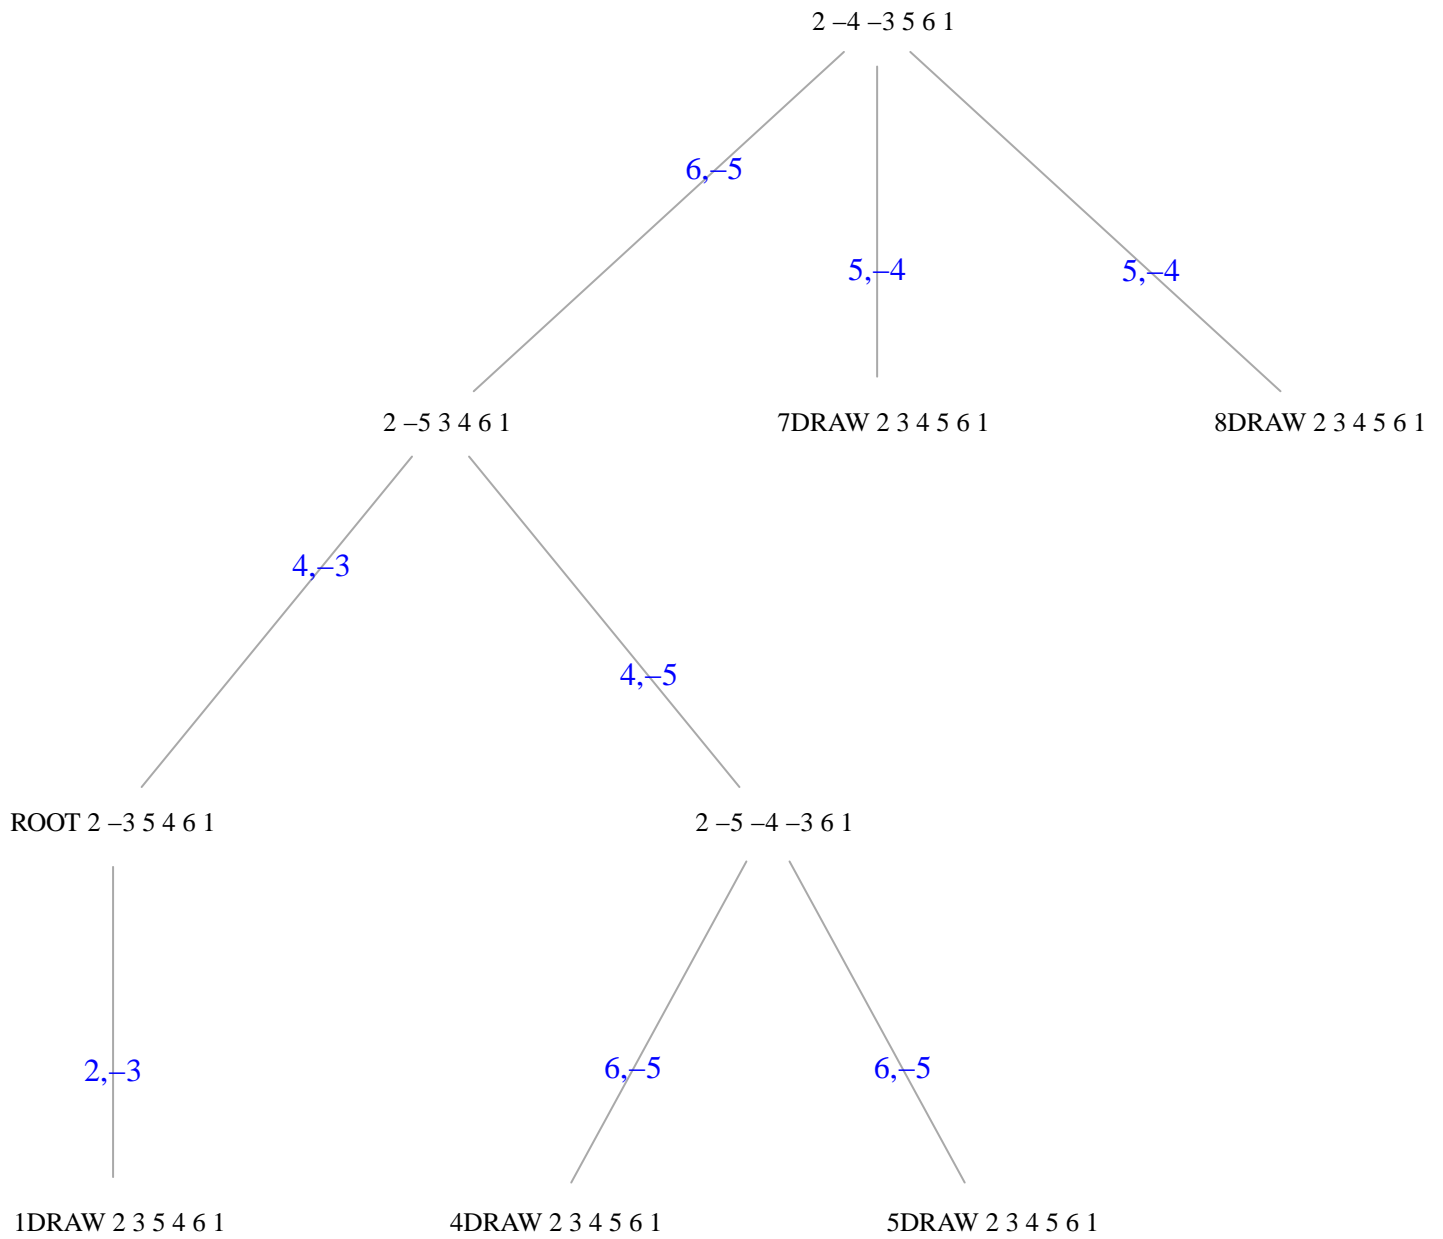 2 –4 –3 5 6 1
6,–5
5,–4
5,–4
2 –5 3 4 6 1
7DRAW 2 3 4 5 6 1
8DRAW 2 3 4 5 6 1
4,–3
4,–5
ROOT 2 –3 5 4 6 1
2 –5 –4 –3 6 1
2,–3
6,–5
6,–5
1DRAW 2 3 5 4 6 1
4DRAW 2 3 4 5 6 1
5DRAW 2 3 4 5 6 1